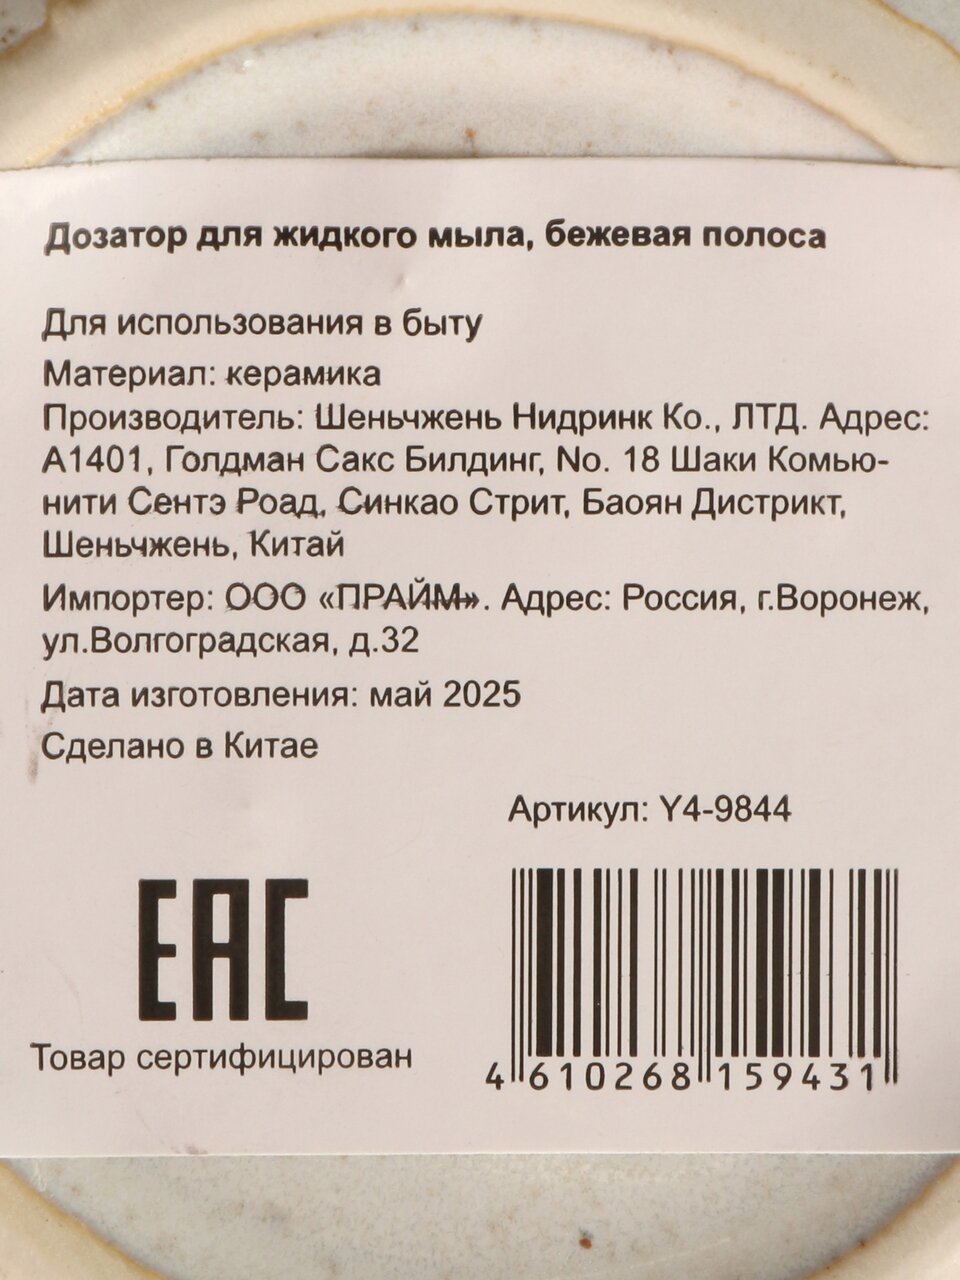 Дозатор для жидкого мыла, бежевая полоса
Для использования в быту
Материал: керамика
Производитель: Шеньчжень Нидринк Ко., ЛТД. Адрес:
А1401, Голдман Сакс Билдинг, No. 18 Шаки Комью-
нити Сентэ Роад, Синкао Стрит, Баоян Дистрикт,
Шеньчжень, Китай
Импортер: ООО «ПРАЙМ». Адрес: Россия, г.Воронеж,
ул.Волгоградская, д.32
Дата изготовления: май 2025
Сделано в Китае
Артикул: Y4-9844
EAC
Товар сертифицирован
4 610268 159431